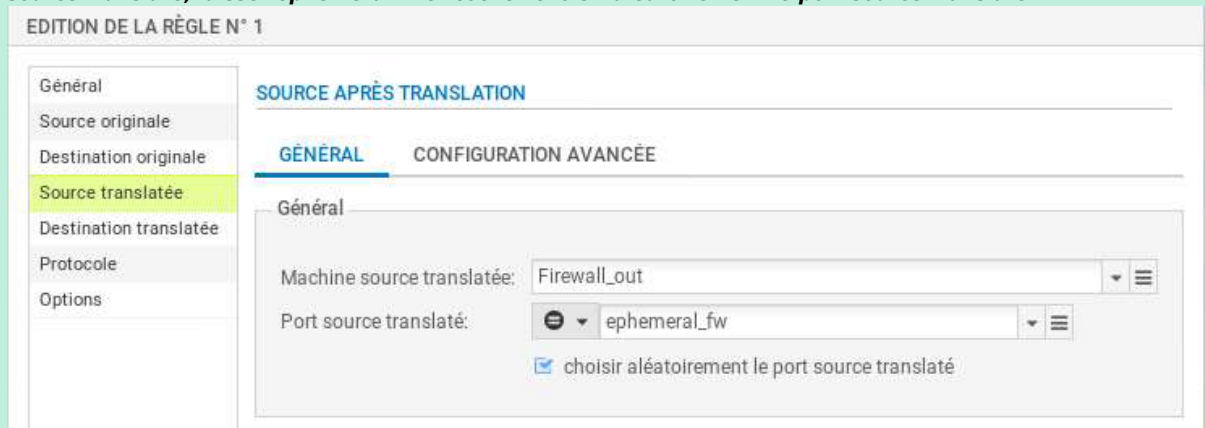 EDITION DE LA RÈGLE N° 1
Général
Source originale
Destination originale
Source translatée
Destination translatée
Protocole
Options
SOURCE APRÈS TRANSLATION
GÉNÉRAL CONFIGURATION AVANCÉE
Général
Machine source translatée: Firewall_out
Port source translaté: ephemeral_fw
choisir aléatoirement le port source translaté